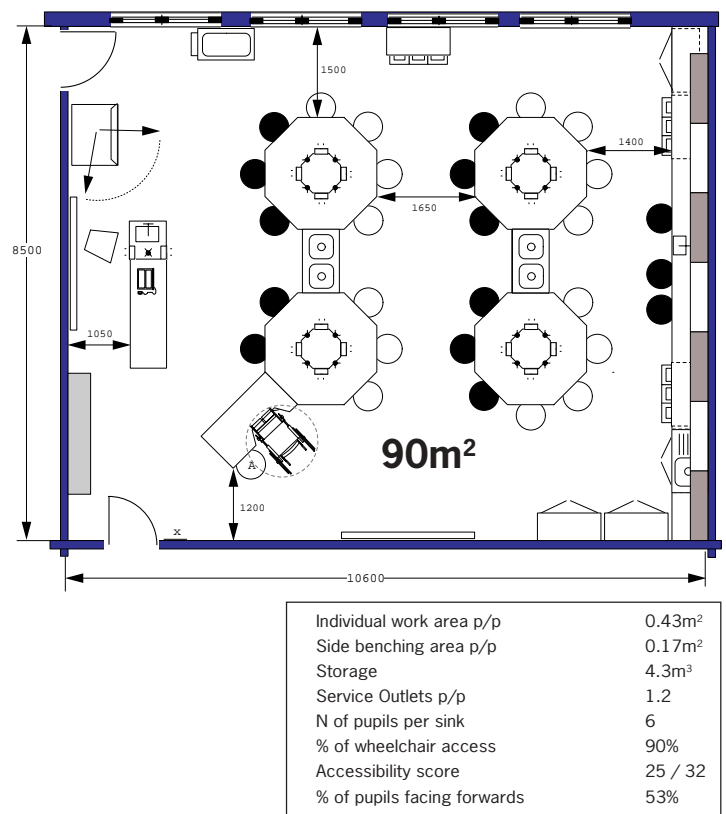 1500
1400
1650
8500
1050
90m²
A
1200
x
10600
Individual work area p/p 0.43m²
Side benching area p/p 0.17m²
Storage 4.3m³
Service Outlets p/p 1.2
N of pupils per sink 6
% of wheelchair access 90%
Accessibility score 25 / 32
% of pupils facing forwards 53%